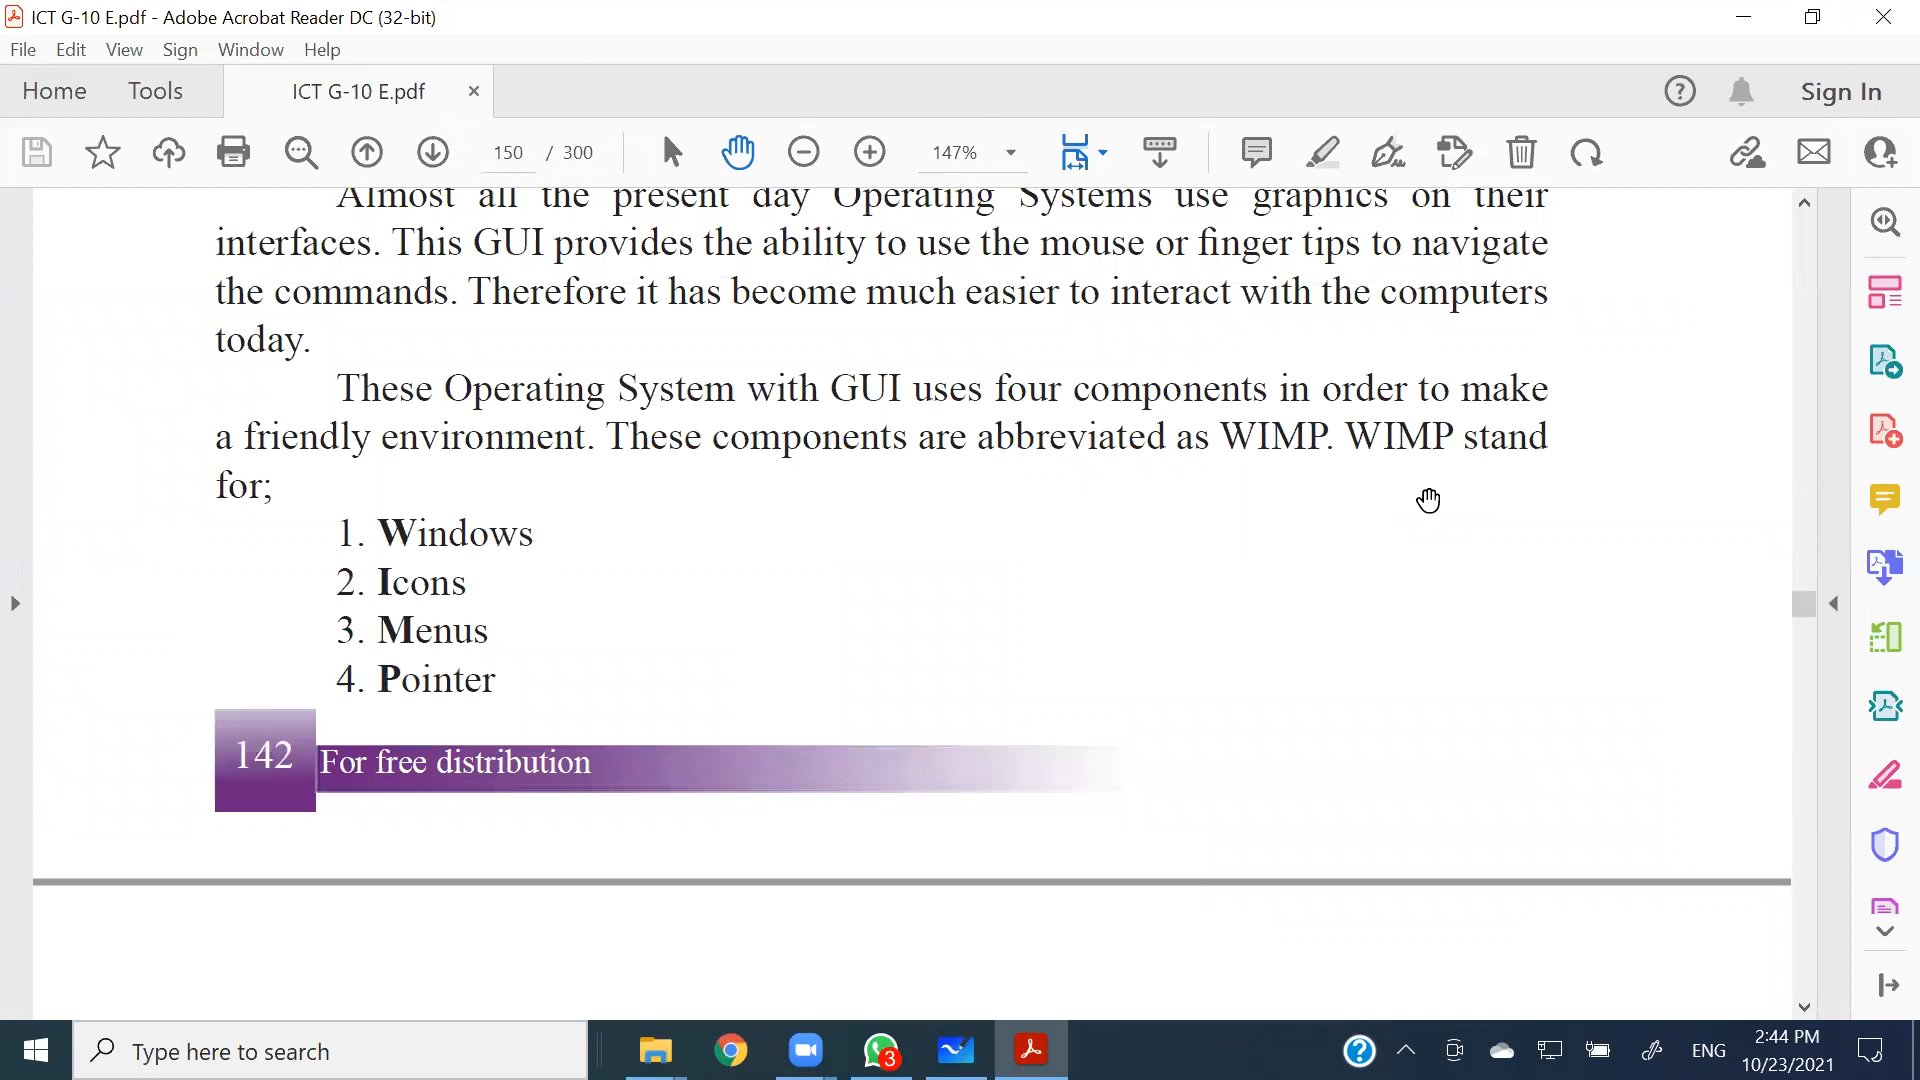 ICT G-10 E.pdf - Adobe Acrobat Reader DC (32-bit)
File Edit View Sign Window Help
Home Tools ICT G-10 E.pdf × Sign In
150 / 300 147%
Almost all the present day Operating Systems use graphics on their
interfaces. This GUI provides the ability to use the mouse or finger tips to navigate
the commands. Therefore it has become much easier to interact with the computers
today.
These Operating System with GUI uses four components in order to make
a friendly environment. These components are abbreviated as WIMP. WIMP stand
for;
1. Windows
2. Icons
3. Menus
4. Pointer
142 For free distribution
Type here to search
3
ENG
2:44 PM
10/23/2021